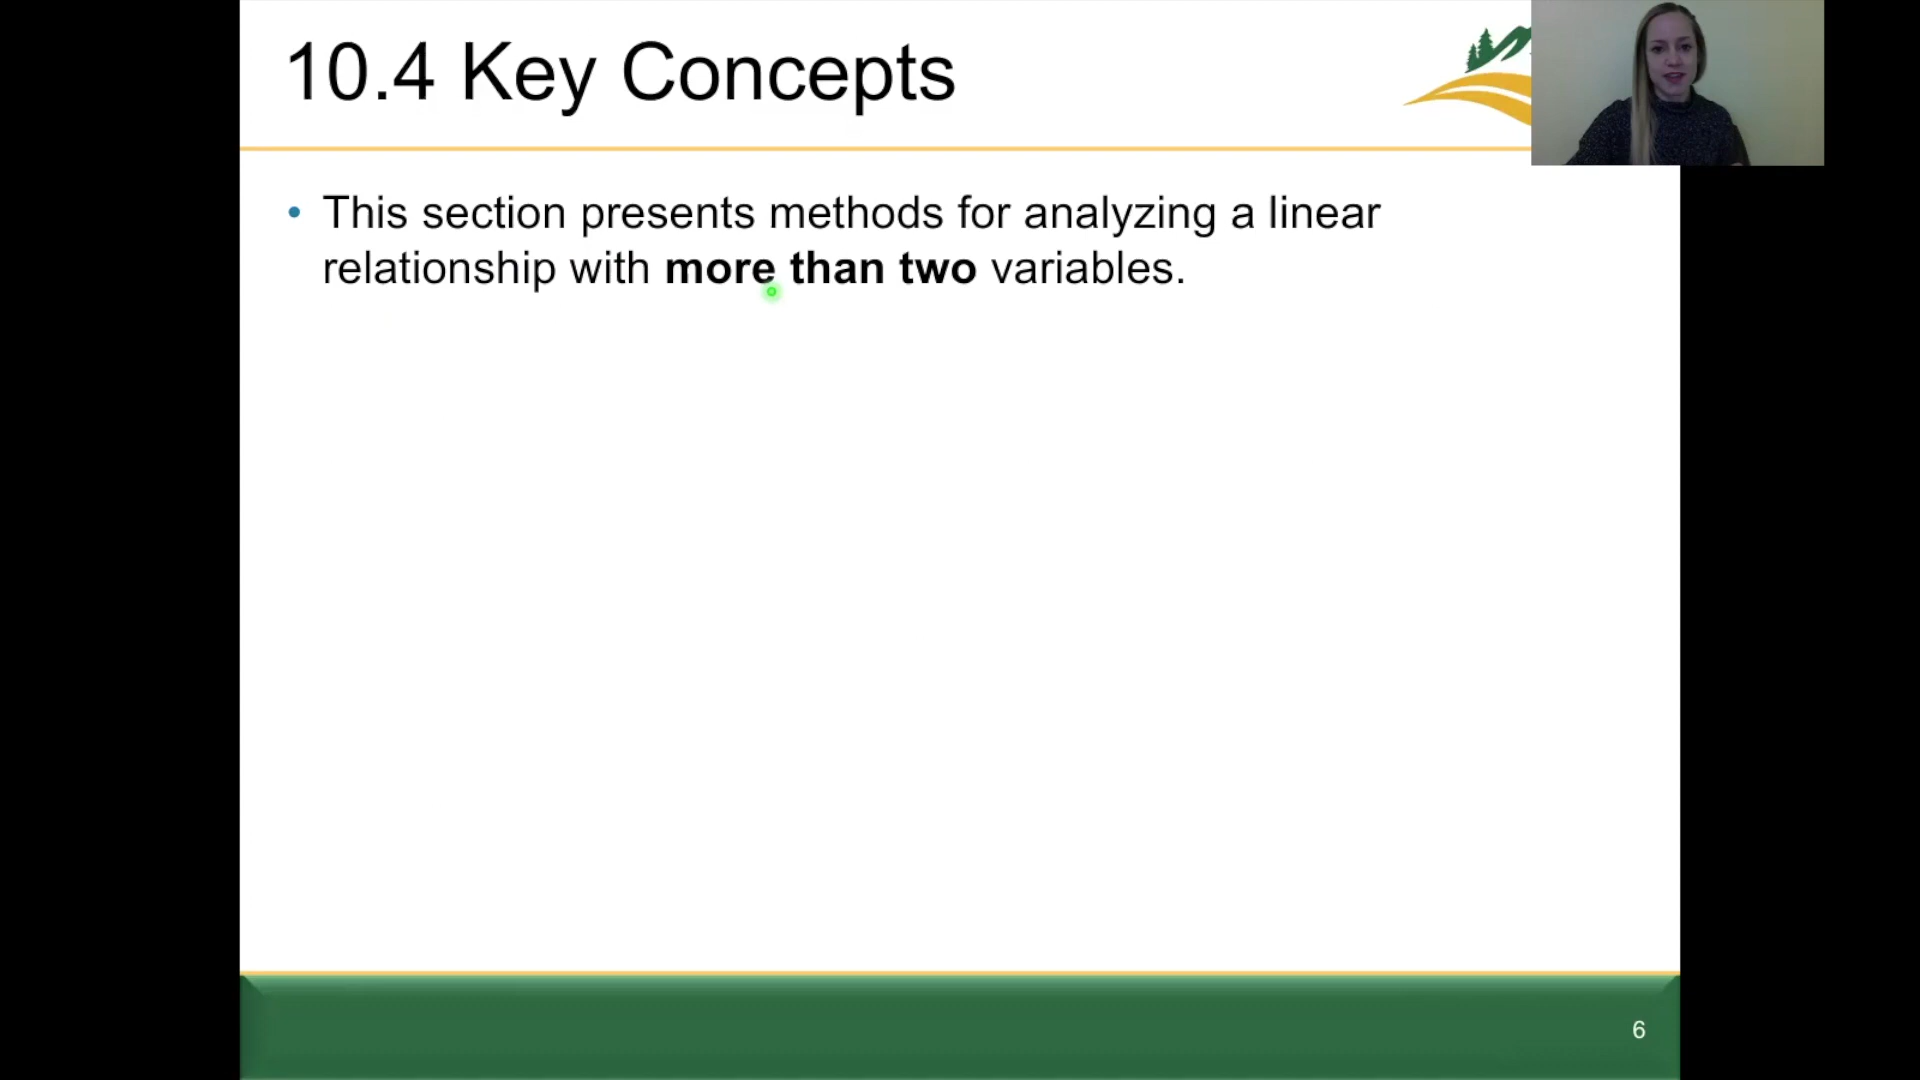 10.4 Key Concepts
• This section presents methods for analyzing a linear
relationship with more than two variables.
6